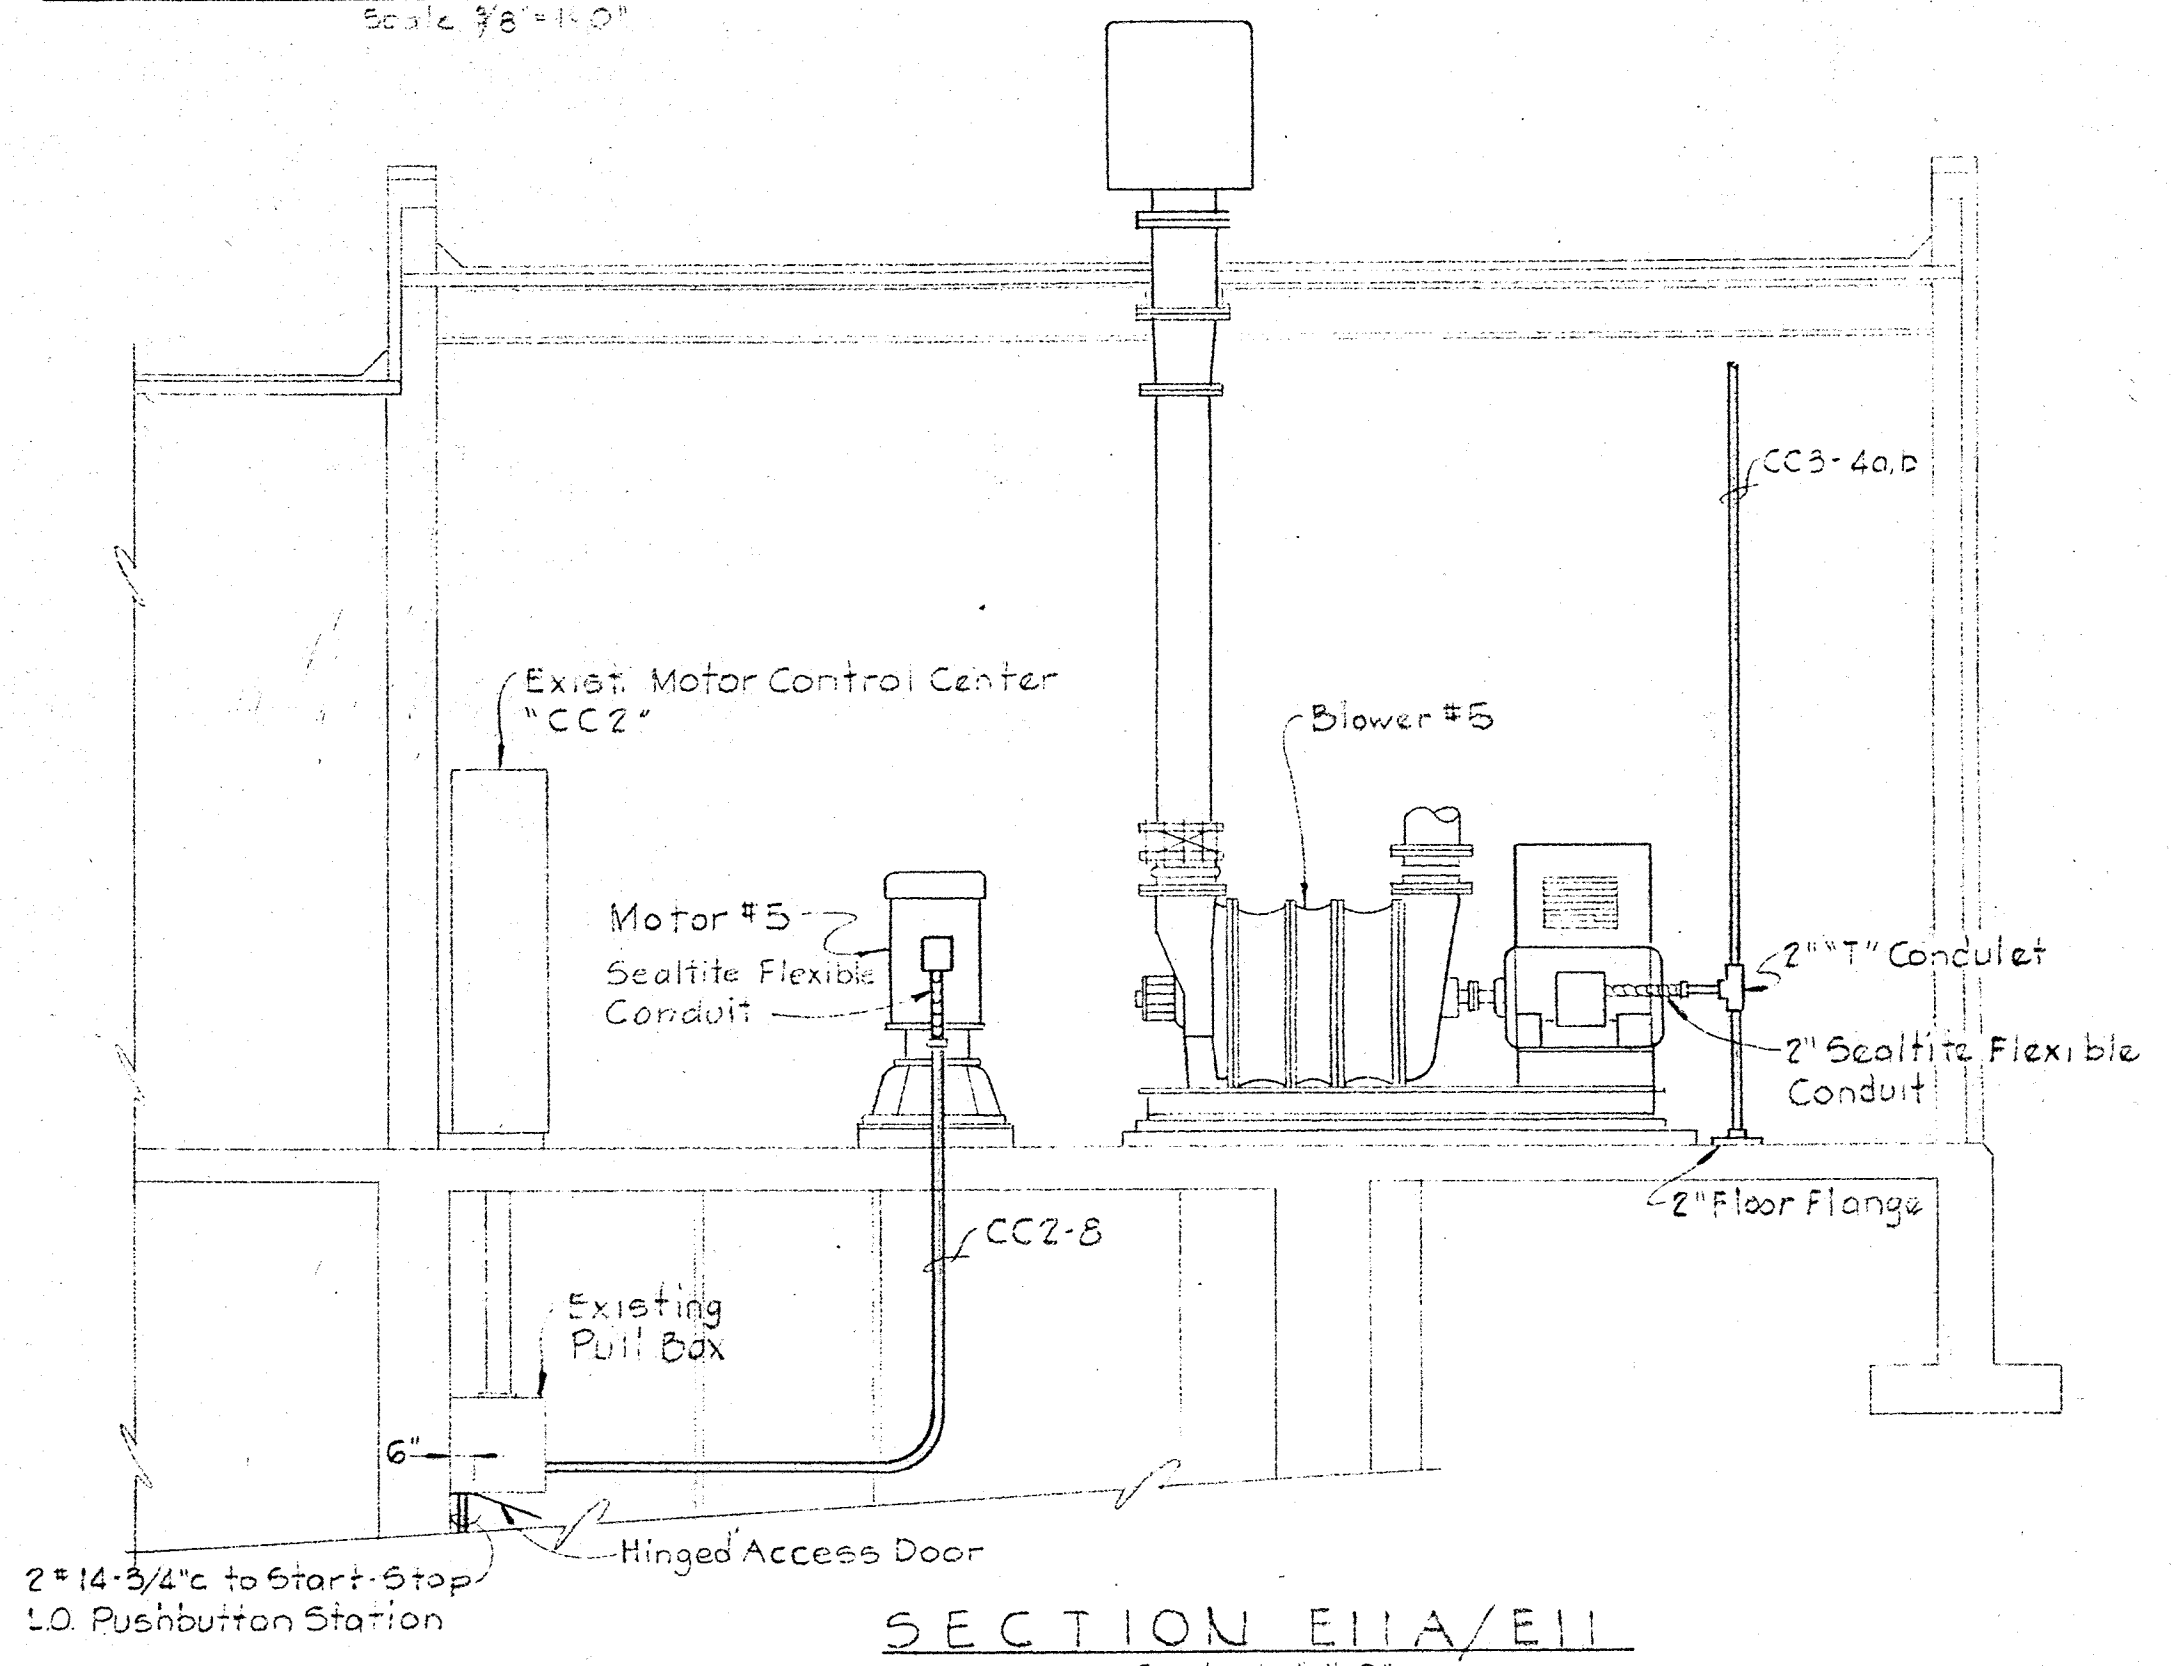 Scale 3/8"=1'-0"
CC3-4a,b
Exist. Motor Control Center
"CC2"
Blower #5
Motor #5
Sealtite Flexible
Conduit
2" "T" Condulet
2" Sealtite Flexible
Conduit
2" Floor Flange
CC2-8
Existing
Pull Box
6"
Hinged Access Door
2#14-3/4"c to Start-Stop
L.O. Pushbutton Station
SECTION E11A/E11